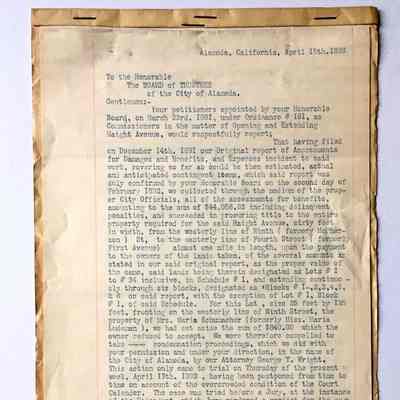 Alameda, California, April 15th, 1893
To the Honorable
The BOARD of TRUSTEES
of the City of Alameda.
Gentlemen:-
Your petitioners appointed by your Honorable
Board, on March 23rd, 1891, under Ordinance # 181, as
Commissioners in the matter of Opening and Extending
Haight Avenue, would respectfully report;
That having filed
on December 14th. 1891 our Original report of Assessments
for Damages and Benefits, and Expenses incident to said
work, covering so far as could be then estimated, actual
and anticipated contingent items, which said report was
only confirmed by your Honorable Board on the second day of
February 1892, we collected through the medium of the prop-
er City Officials, all of the assessments for benefits,
amounting to the sum of including delinquent
penalties, and succeeded in procuring title to the entire
property required for the said Haight Avenue, sixty feet
in width, from the westerly line of Ninth ( formerly
) St. to the easterly line of Fourth Street ( formerly
First Avenue) almost one mile in length, upon the payment
to the owners of the lands taken, of the several amounts as
stated in our said original report, as the proper value of
the same, said lands being therein designated as Lots # 1
to # 34 inclusive, in Schedule # 1, and extending continuous-
ly through six blocks, designated as Blocks # 1-2,3,4,5,
& 6 on said report, with the exception of Lot # 1, Block
# 1, of said Schedule. For this Lot, size 25 feet by
feet, fronting on the westerly line of Ninth Street, the
property of Mrs. Maria Schumacher (formerly Miss. Maria
), we had set aside the sum of $840.00 which the
owner refused to accept. We were therefore compelled to
take condemnation proceedings, which we did with
your permission and under your direction, in the name of
the City of Alameda, by our Attorney George T. Wright.
This action only came to trial on Thursday of the present
week, April 13th. having been postponed from time to
time on account of the overcrowded condition of the Court
Calendar. The case was tried before a Jury, at the instance